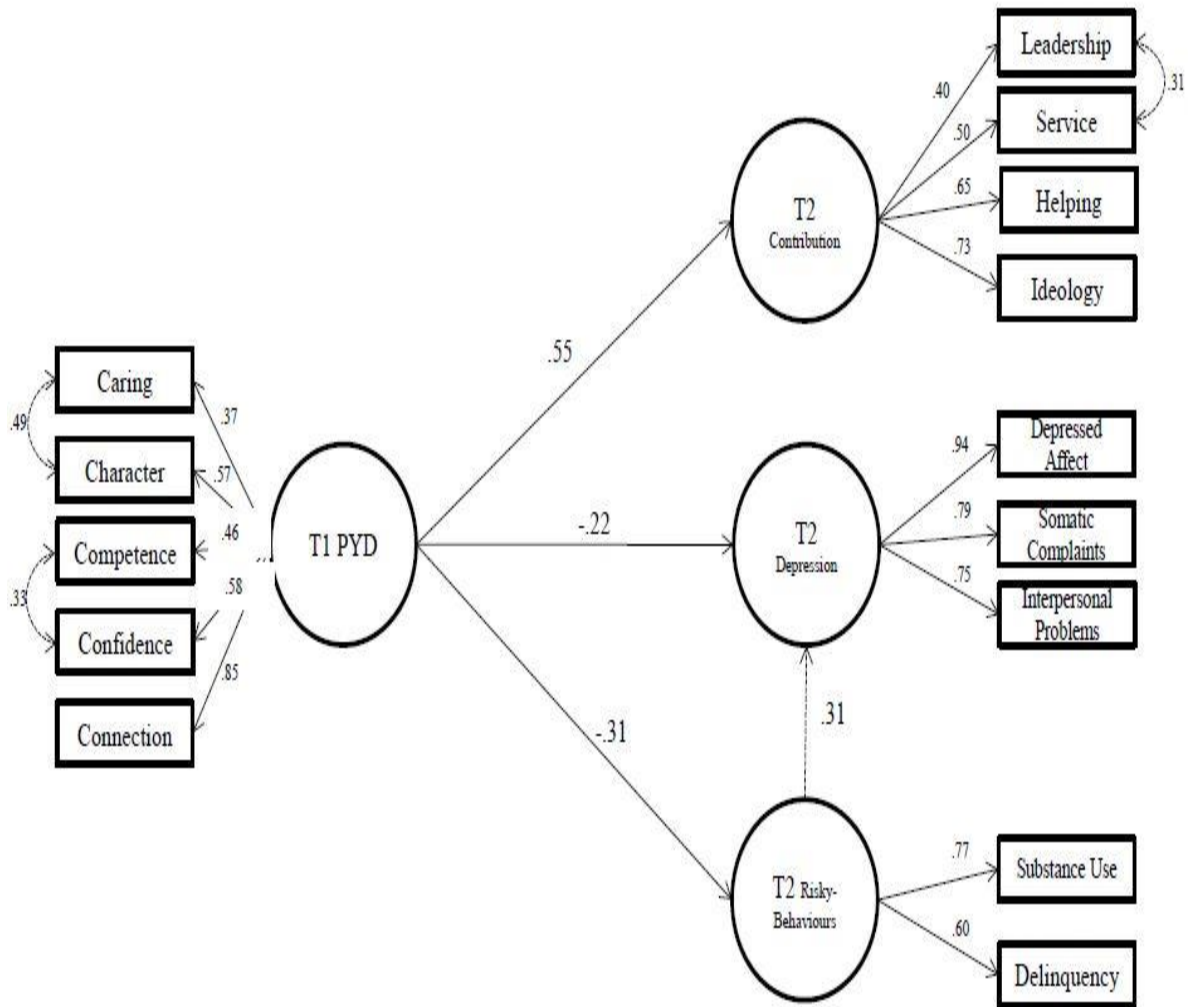 Leadership
.31
.40
Service
.50
T2
Contribution
.65
Helping
.73
Ideology
.55
Caring
.37
.49
Character
.57
Competence
.46
.33
.58
Confidence
.85
Connection
T1 PYD
-.22
T2
Depression
.94
Depressed
Affect
.79
Somatic
Complaints
.75
Interpersonal
Problems
-.31
.31
T2 Risky-
Behaviours
.77
Substance Use
.60
Delinquency